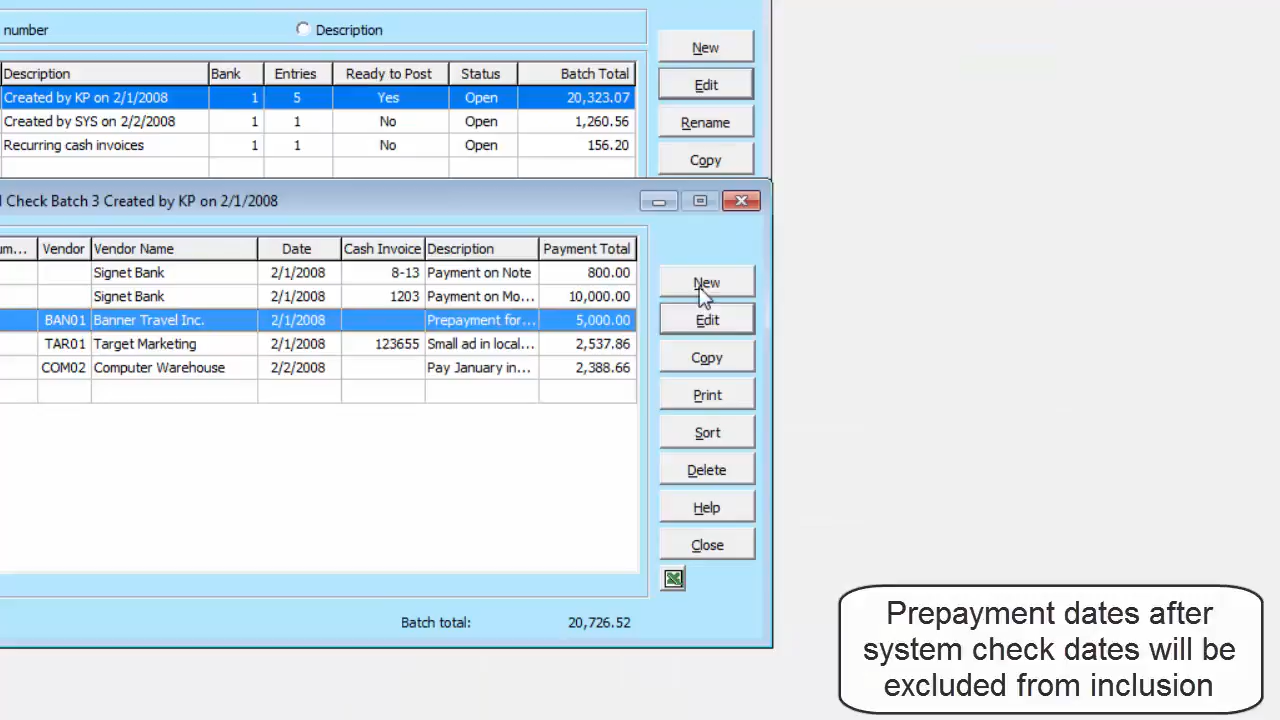 number Description
Description Bank Entries Ready to Post Status Batch Total
Created by KP on 2/1/2008 1 5 Yes Open 20,323.07
Created by SYS on 2/2/2008 1 1 No Open 1,260.56
Recurring cash invoices 1 1 No Open 156.20
New
Edit
Rename
Copy
Check Batch 3 Created by KP on 2/1/2008
um... Vendor Vendor Name Date Cash Invoice Description Payment Total
Signet Bank 2/1/2008 8-13 Payment on Note 800.00
Signet Bank 2/1/2008 1203 Payment on Mo... 10,000.00
BAN01 Banner Travel Inc. 2/1/2008 Prepayment for... 5,000.00
TAR01 Target Marketing 2/1/2008 123655 Small ad in local... 2,537.86
COM02 Computer Warehouse 2/2/2008 Pay January in... 2,388.66
New
Edit
Copy
Print
Sort
Delete
Help
Close
Batch total: 20,726.52
Prepayment dates after
system check dates will be
excluded from inclusion